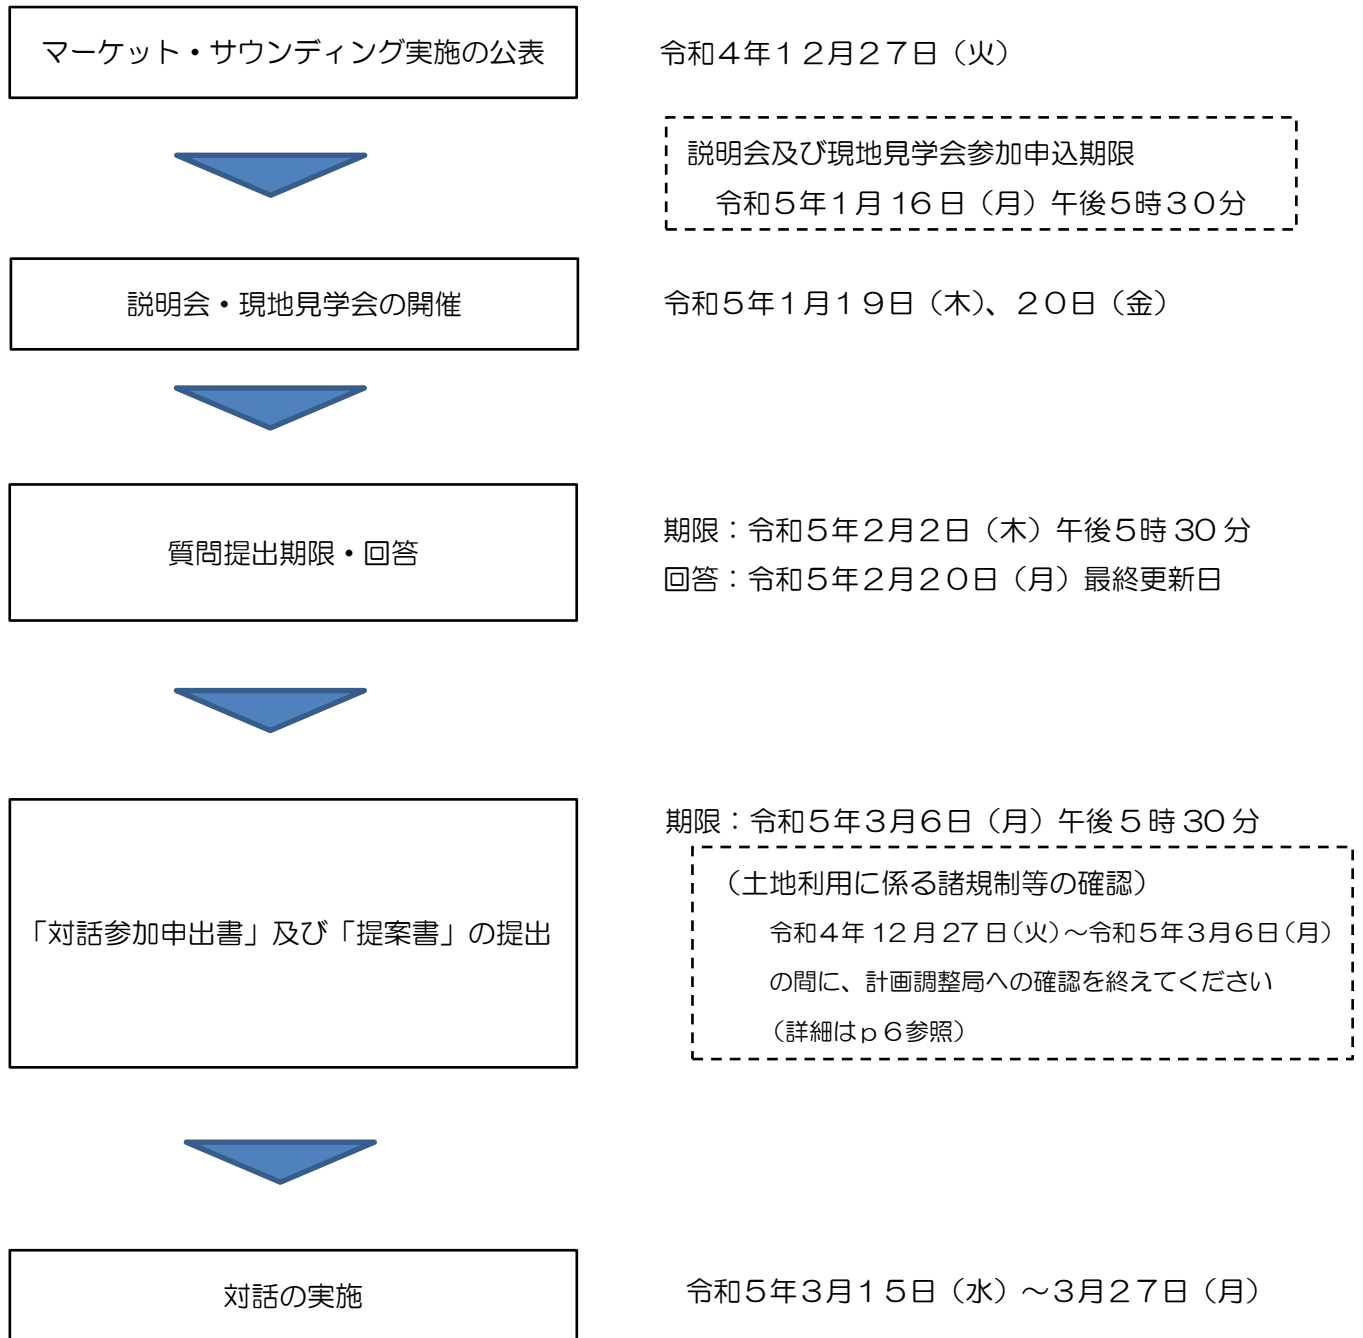 マーケット・サウンディング実施の公表
令和４年１２月２７日（火）
説明会及び現地見学会参加申込期限
令和５年１月 16 日（月）午後５時３０分
説明会・現地見学会の開催
令和５年１月１９日（木）、２０日（金）
質問提出期限・回答
期限：令和５年２月２日（木）午後５時 30 分
回答：令和５年２月２０日（月）最終更新日
「対話参加申出書」及び「提案書」の提出
期限：令和５年３月６日（月）午後５時 30 分
（土地利用に係る諸規制等の確認）
令和４年 12 月 27 日（火）～令和５年３月６日（月）
の間に、計画調整局への確認を終えてください
（詳細はｐ６参照）
対話の実施
令和５年３月１５日（水）～３月２７日（月）